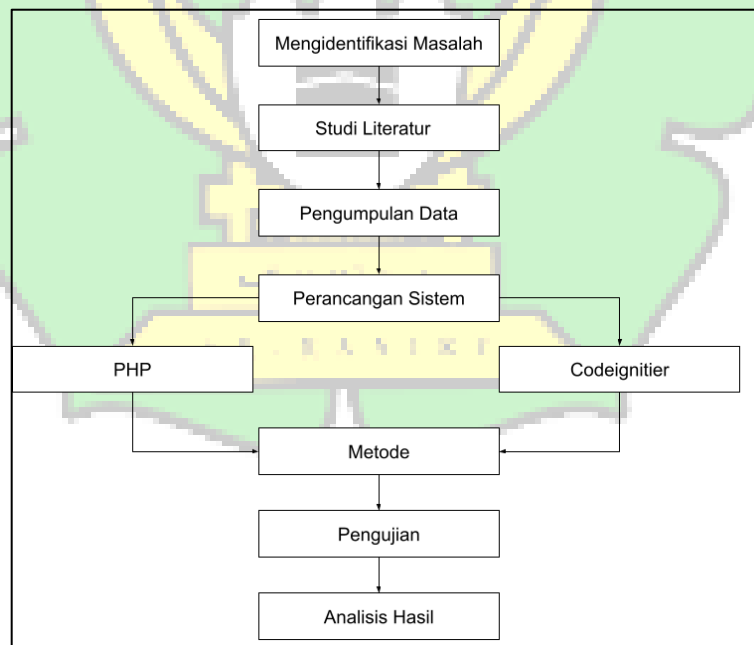 Mengidentifikasi Masalah
Studi Literatur
Pengumpulan Data
Perancangan Sistem
PHP
Codeignitier
Metode
Pengujian
Analisis Hasil